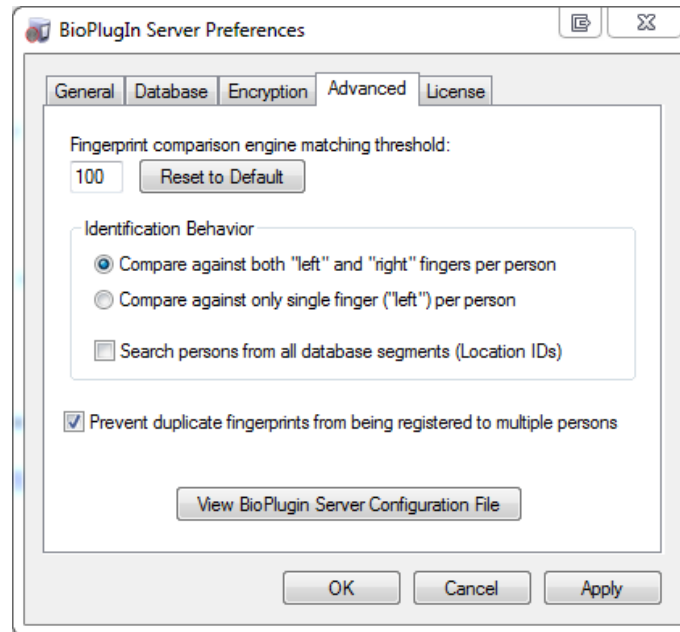 BioPlugIn Server Preferences
General Database Encryption Advanced License
Fingerprint comparison engine matching threshold:
100 Reset to Default
Identification Behavior
Compare against both "left" and "right" fingers per person
Compare against only single finger ("left") per person
Search persons from all database segments (Location IDs)
Prevent duplicate fingerprints from being registered to multiple persons
View BioPlugin Server Configuration File
OK Cancel Apply